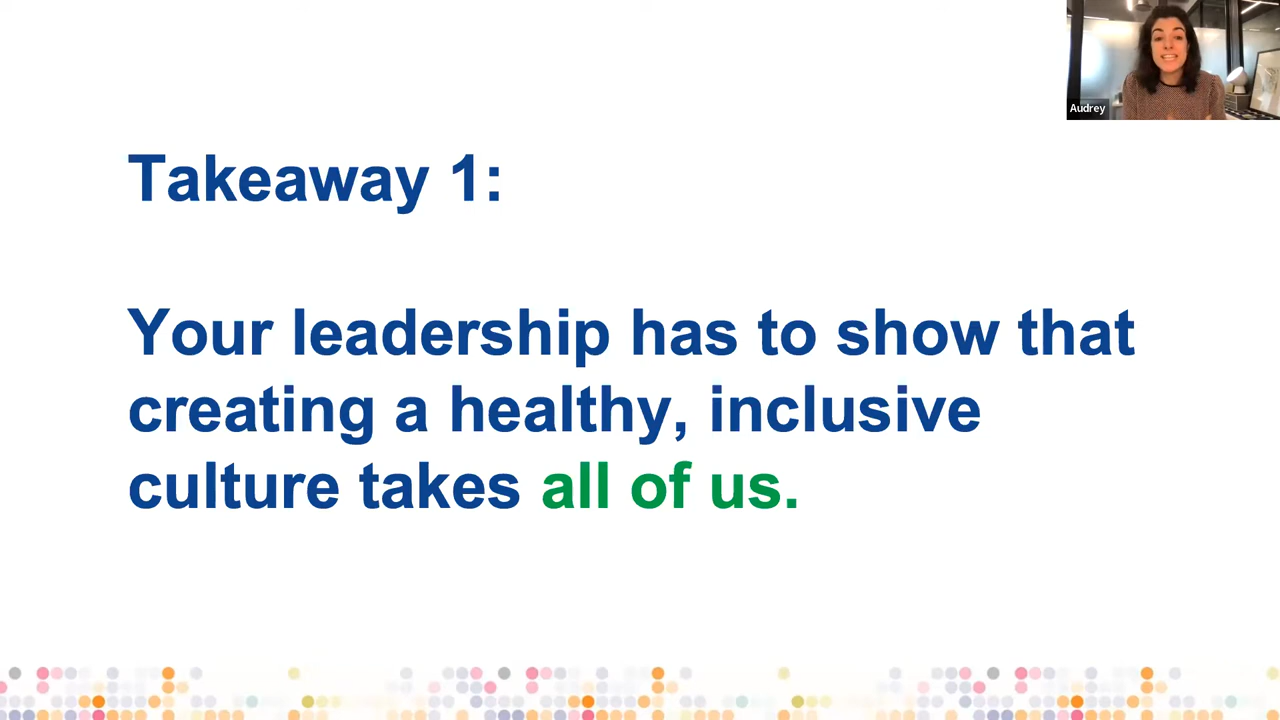 Audrey
Takeaway 1:
Your leadership has to show that
creating a healthy, inclusive
culture takes all of us.